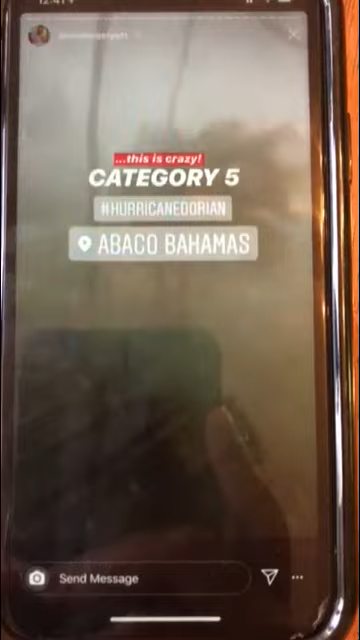 ...this is crazy!
CATEGORY 5
#HURRICANEDORIAN
ABACO BAHAMAS
Send Message